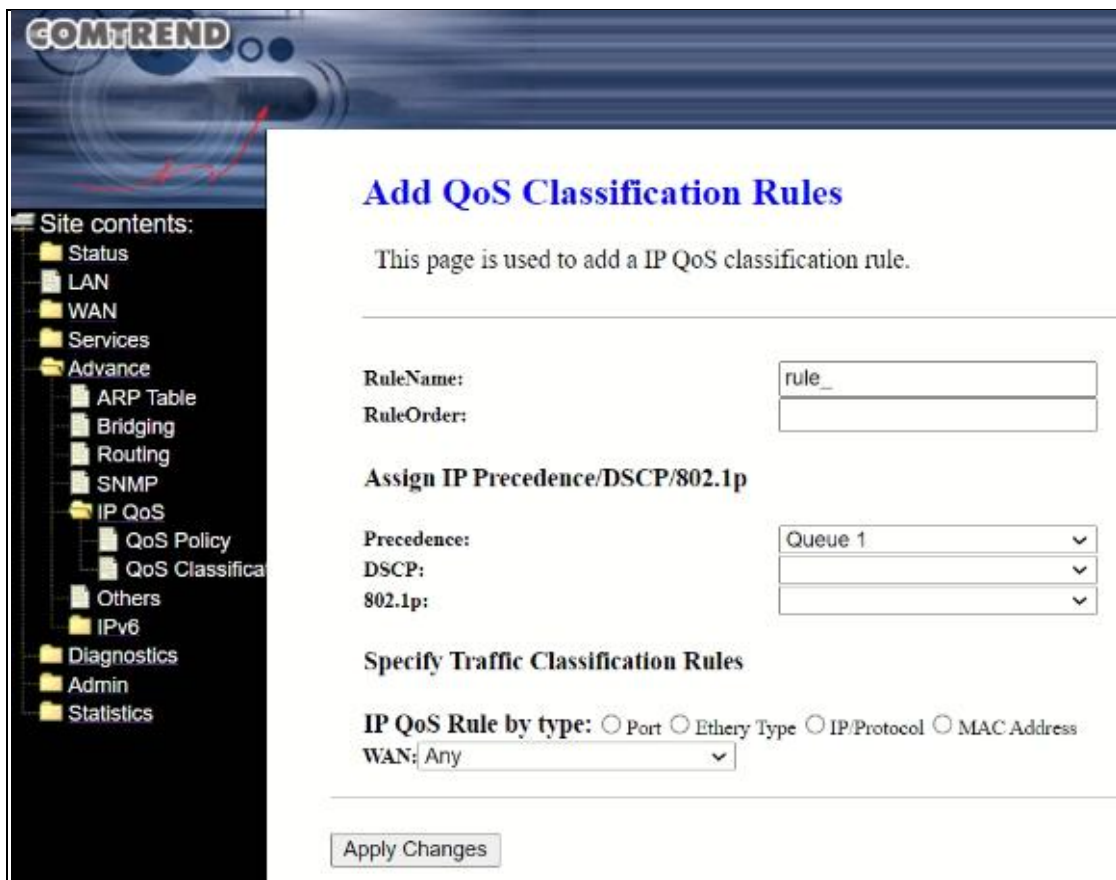 COMTREND
Site contents:
Status
LAN
WAN
Services
Advance
ARP Table
Bridging
Routing
SNMP
IP QoS
QoS Policy
QoS Classifica
Others
IPv6
Diagnostics
Admin
Statistics
Add QoS Classification Rules
This page is used to add a IP QoS classification rule.
RuleName: rule_
RuleOrder:
Assign IP Precedence/DSCP/802.1p
Precedence: Queue 1
DSCP:
802.1p:
Specify Traffic Classification Rules
IP QoS Rule by type: Port Ethery Type IP/Protocol MAC Address
WAN: Any
Apply Changes